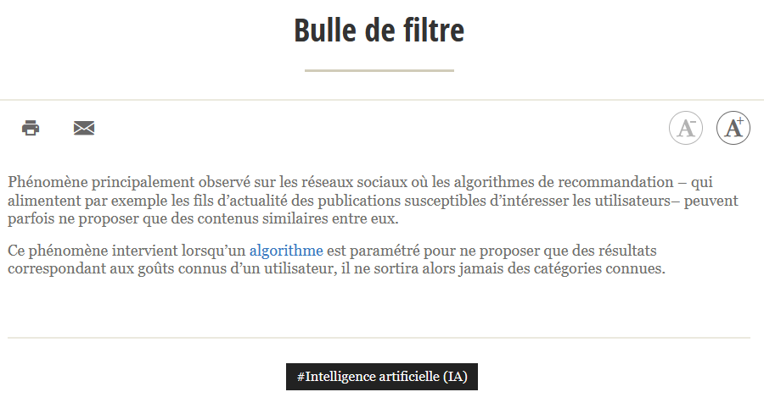 Bulle de filtre
A-
A+
Phénomène principalement observé sur les réseaux sociaux où les algorithmes de recommandation – qui
alimentent par exemple les fils d’actualité des publications susceptibles d’intéresser les utilisateurs– peuvent
parfois ne proposer que des contenus similaires entre eux.
Ce phénomène intervient lorsqu’un algorithme est paramétré pour ne proposer que des résultats
correspondant aux goûts connus d’un utilisateur, il ne sortira alors jamais des catégories connues.
#Intelligence artificielle (IA)